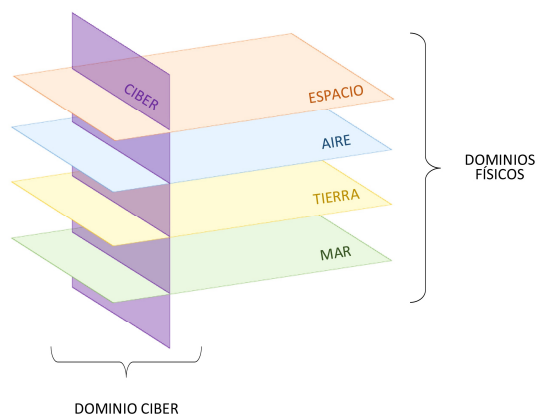 CIBER
ESPACIO
AIRE
TIERRA
MAR
DOMINIOS
FÍSICOS
DOMINIO CIBER